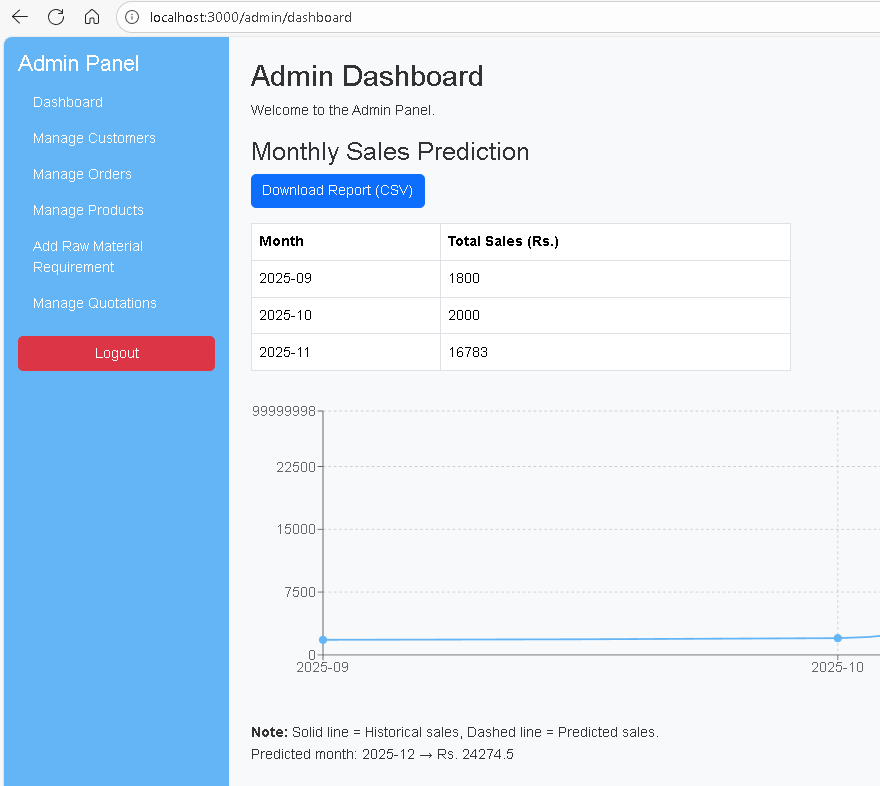 localhost:3000/admin/dashboard
Admin Panel
Dashboard
Manage Customers
Manage Orders
Manage Products
Add Raw Material
Requirement
Manage Quotations
Logout
Admin Dashboard
Welcome to the Admin Panel.
Monthly Sales Prediction
Download Report (CSV)
Month Total Sales (Rs.)
2025-09 1800
2025-10 2000
2025-11 16783
99999998
22500
15000
7500
0
2025-09 2025-10
Note: Solid line = Historical sales, Dashed line = Predicted sales.
Predicted month: 2025-12 → Rs. 24274.5